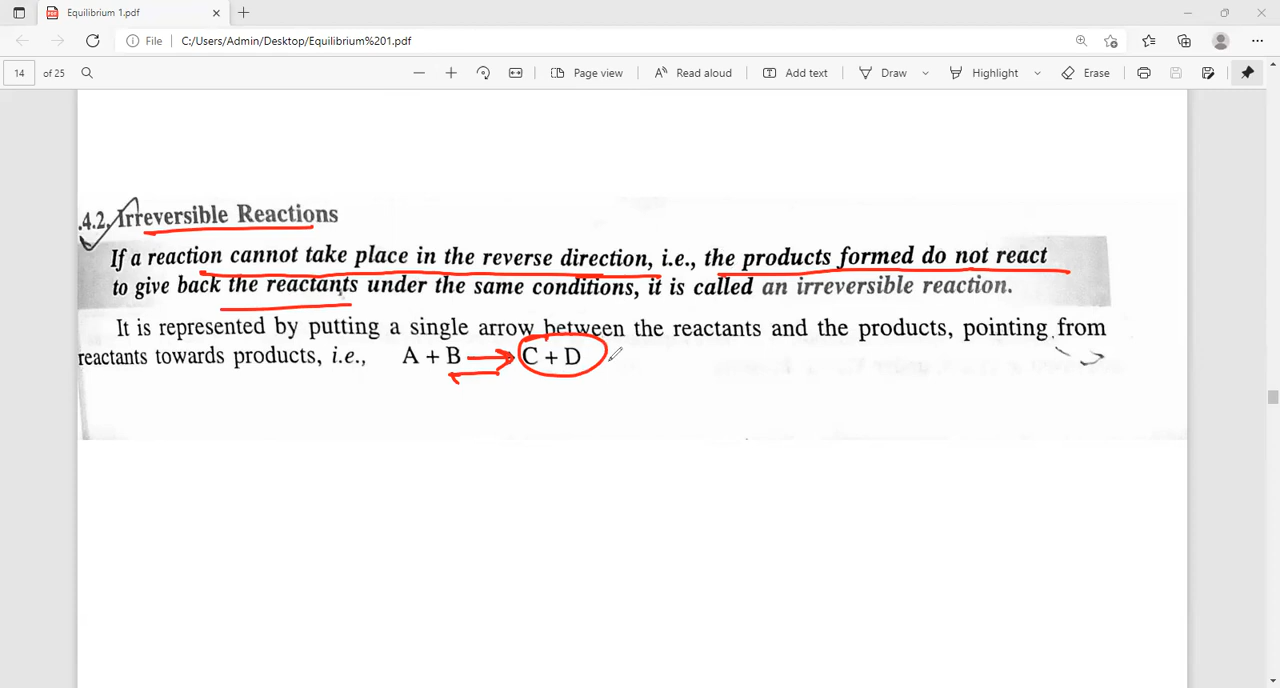 Equilibrium 1.pdf
File | C:/Users/Admin/Desktop/Equilibrium%201.pdf
14 of 25 Page view Read aloud Add text Draw Highlight Erase
.4.2. Irreversible Reactions
If a reaction cannot take place in the reverse direction, i.e., the products formed do not react
to give back the reactants under the same conditions, it is called an irreversible reaction.
It is represented by putting a single arrow between the reactants and the products, pointing from
reactants towards products, i.e., A + B → C + D